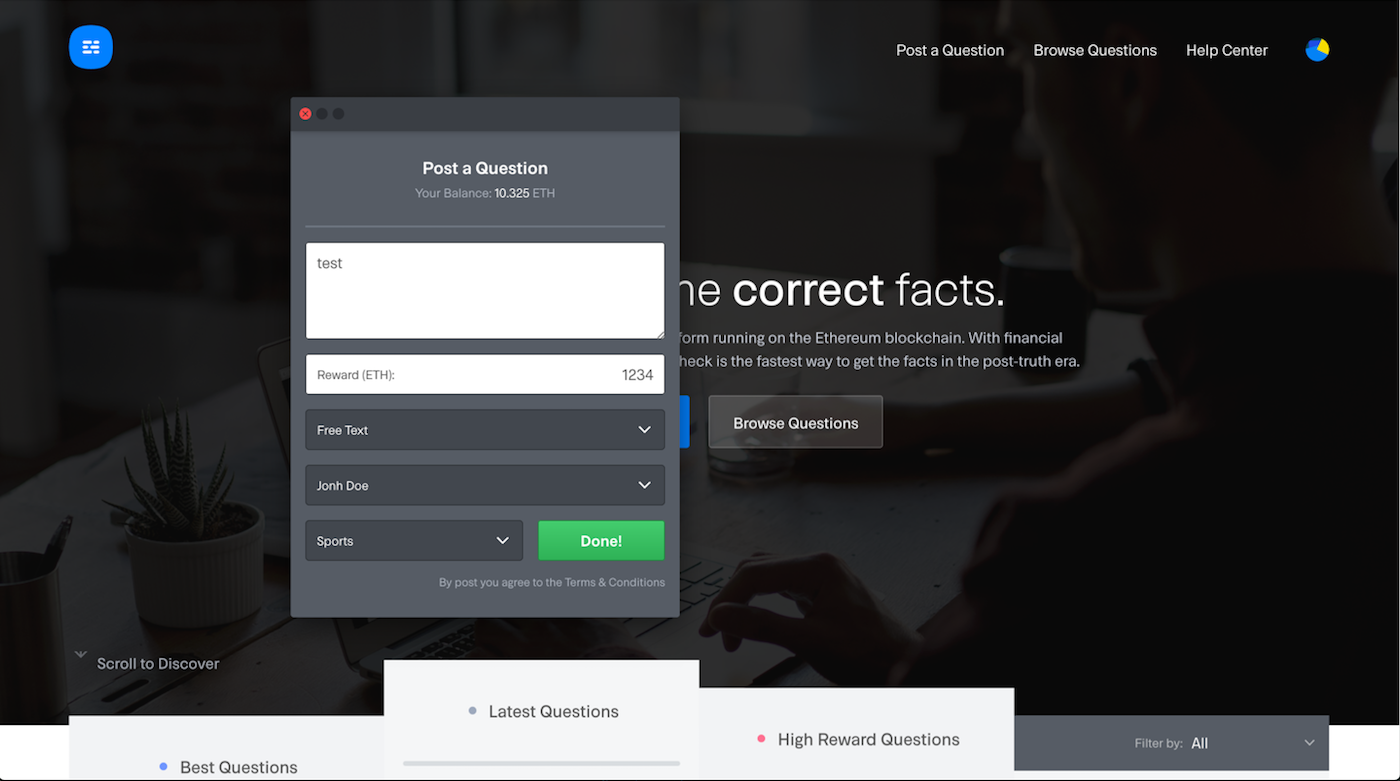 Post a Question Browse Questions Help Center
Post a Question
Your Balance: 10.325 ETH
test
Reward (ETH): 1234
Free Text
Jonh Doe
Sports
Done!
By post you agree to the Terms & Conditions
correct facts.
running on the Ethereum blockchain. With financial
is the fastest way to get the facts in the post-truth era.
Browse Questions
Scroll to Discover
Latest Questions
High Reward Questions
Filter by: All
Best Questions